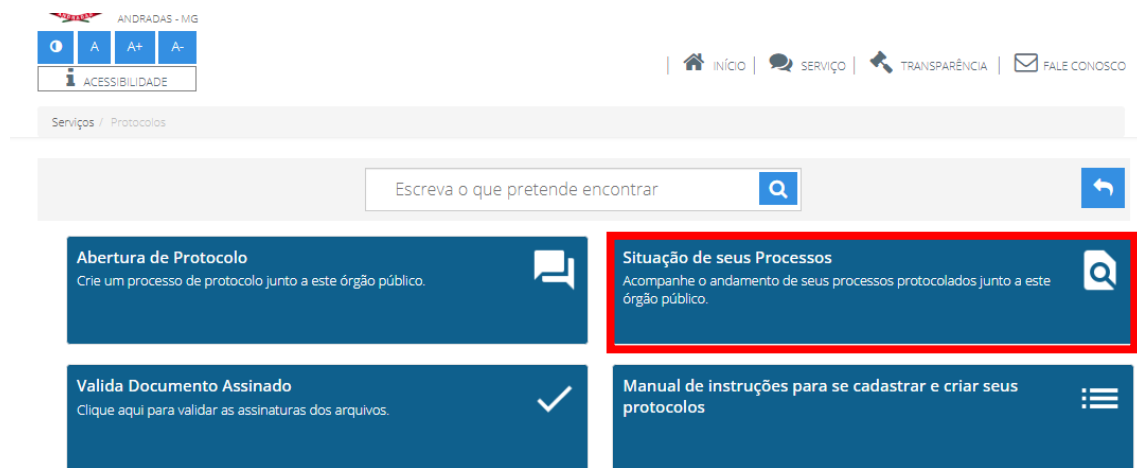 ANDRADAS - MG
A A+ A-
i ACESSIBILIDADE
INÍCIO | SERVIÇO | TRANSPARÊNCIA | FALE CONOSCO
Serviços / Protocolos
Escreva o que pretende encontrar
Abertura de Protocolo
Crie um processo de protocolo junto a este órgão público.
Situação de seus Processos
Acompanhe o andamento de seus processos protocolados junto a este
órgão público.
Valida Documento Assinado
Clique aqui para validar as assinaturas dos arquivos.
Manual de instruções para se cadastrar e criar seus
protocolos